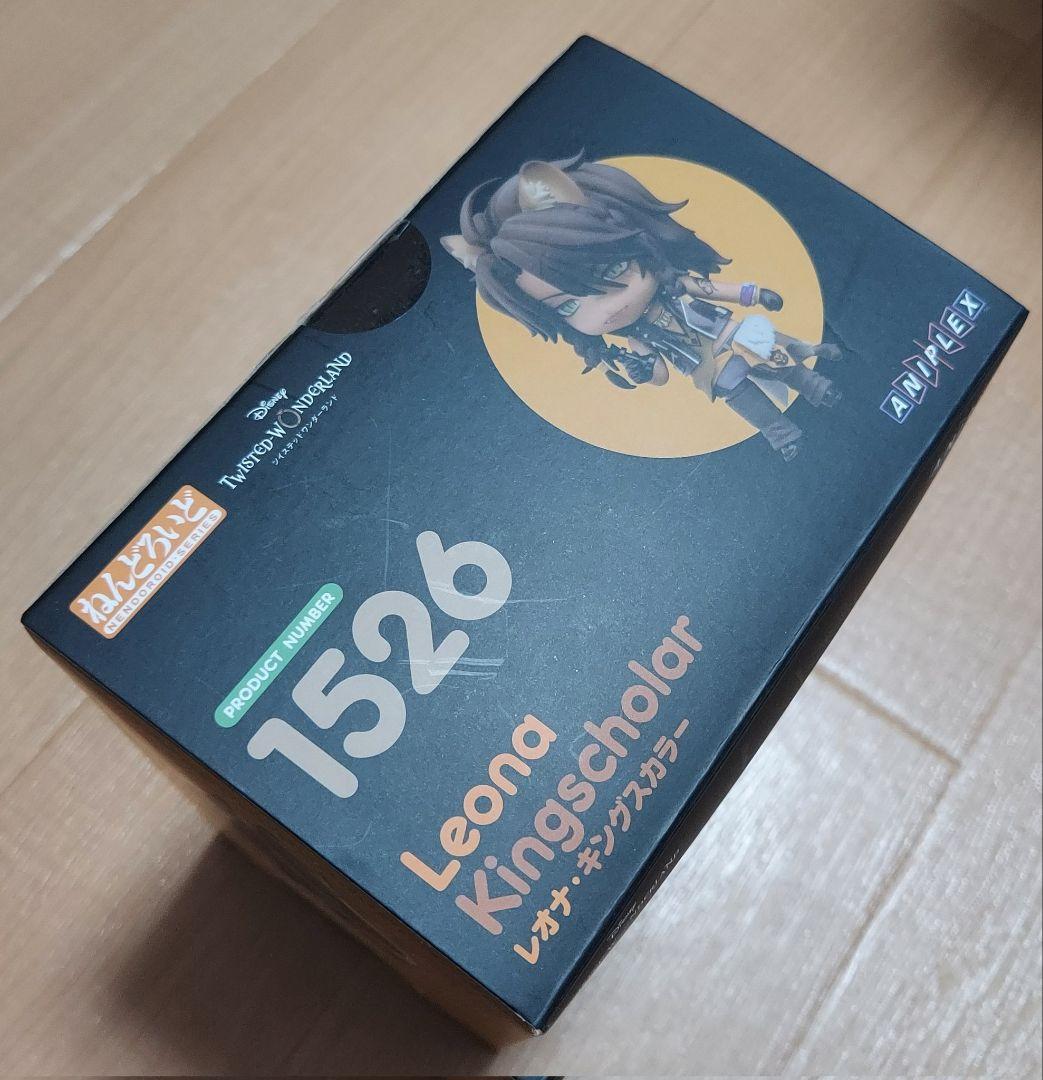 ねんどろいど
NENDOROID·SERIES
Disney
TWISTED-WONDERLAND
ツイステッドワンダーランド
ANIPLEX
PRODUCT NUMBER
1526
Leona
Kingscholar
レオナ・キングスカラー
Disney